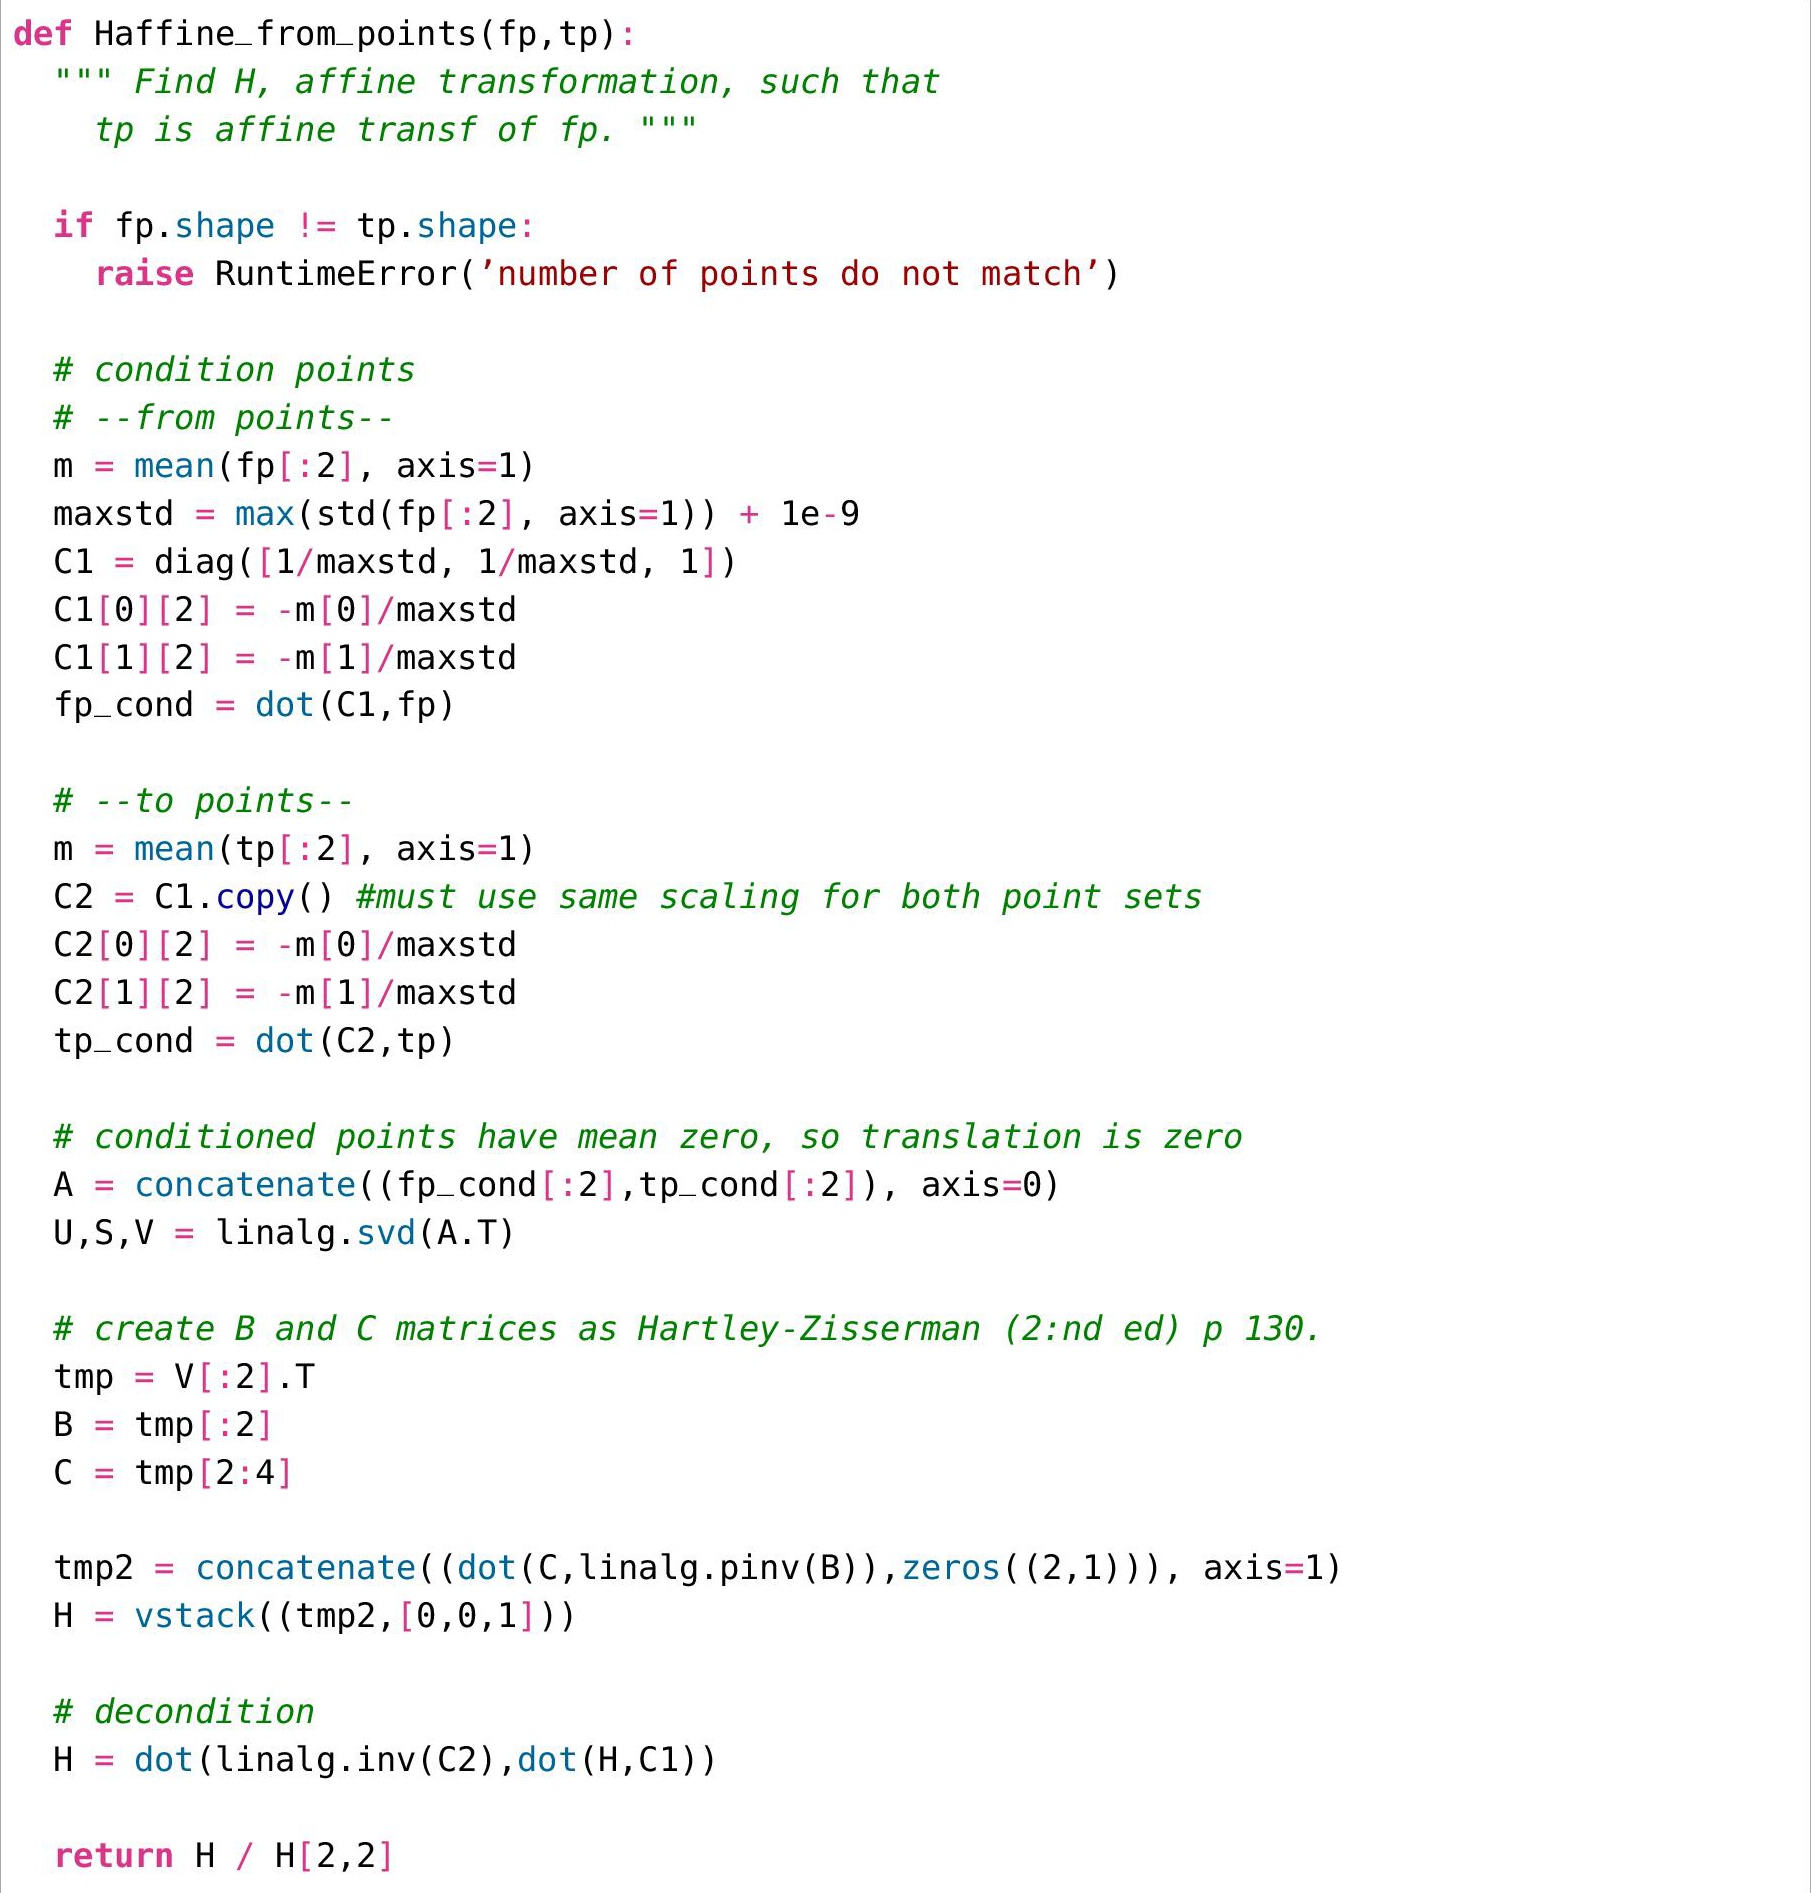 def Haffine_from_points(fp,tp):
  """ Find H, affine transformation, such that
    tp is affine transf of fp. """

  if fp.shape != tp.shape:
    raise RuntimeError(’number of points do not match’)

  # condition points
  # --from points--
  m = mean(fp[:2], axis=1)
  maxstd = max(std(fp[:2], axis=1)) + 1e-9
  C1 = diag([1/maxstd, 1/maxstd, 1])
  C1[0][2] = -m[0]/maxstd
  C1[1][2] = -m[1]/maxstd
  fp_cond = dot(C1,fp)

  # --to points--
  m = mean(tp[:2], axis=1)
  C2 = C1.copy() #must use same scaling for both point sets
  C2[0][2] = -m[0]/maxstd
  C2[1][2] = -m[1]/maxstd
  tp_cond = dot(C2,tp)

  # conditioned points have mean zero, so translation is zero
  A = concatenate((fp_cond[:2],tp_cond[:2]), axis=0)
  U,S,V = linalg.svd(A.T)

  # create B and C matrices as Hartley-Zisserman (2:nd ed) p 130.
  tmp = V[:2].T
  B = tmp[:2]
  C = tmp[2:4]

  tmp2 = concatenate((dot(C,linalg.pinv(B)),zeros((2,1))), axis=1)
  H = vstack((tmp2,[0,0,1]))

  # decondition
  H = dot(linalg.inv(C2),dot(H,C1))

  return H / H[2,2]